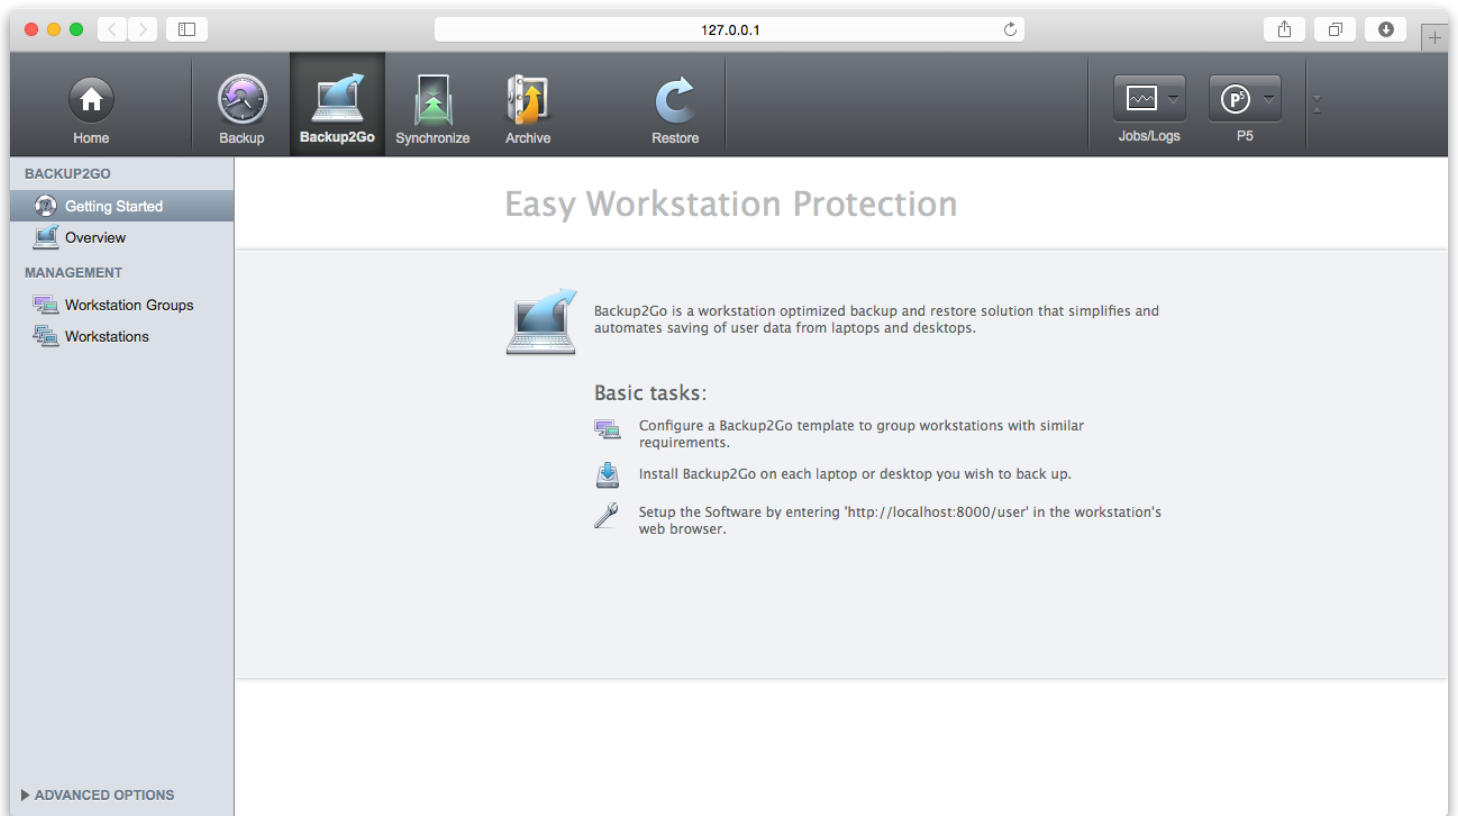 127.0.0.1
Home
Backup
Backup2Go
Synchronize
Archive
Restore
Jobs/Logs
P5
P5
BACKUP2GO
Getting Started
Overview
MANAGEMENT
Workstation Groups
Workstations
ADVANCED OPTIONS
Easy Workstation Protection
Backup2Go is a workstation optimized backup and restore solution that simplifies and
automates saving of user data from laptops and desktops.
Basic tasks:
Configure a Backup2Go template to group workstations with similar
requirements.
Install Backup2Go on each laptop or desktop you wish to back up.
Setup the Software by entering 'http://localhost:8000/user' in the workstation's
web browser.